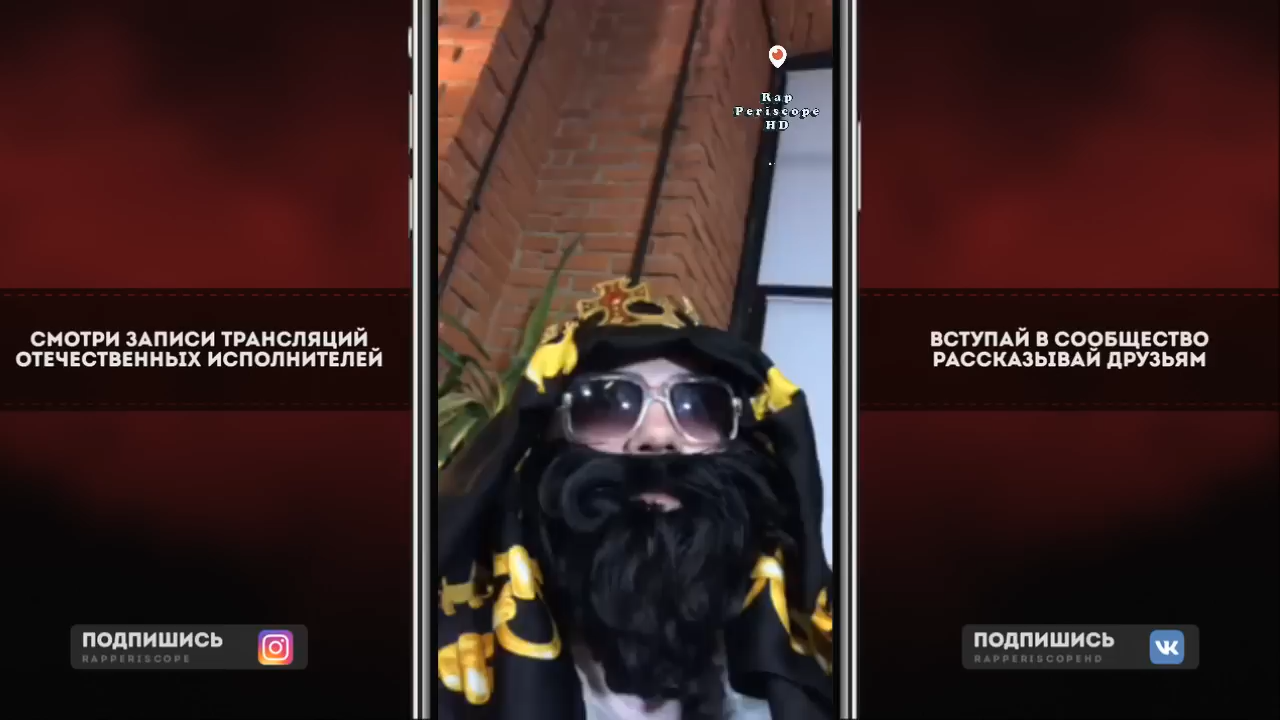 Rap
Periscope
HD
СМОТРИ ЗАПИСИ ТРАНСЛЯЦИЙ
ОТЕЧЕСТВЕННЫХ ИСПОЛНИТЕЛЕЙ
ВСТУПАЙ В СООБЩЕСТВО
РАССКАЗЫВАЙ ДРУЗЬЯМ
ПОДПИШИСЬ
RAPPERISCOPE
ПОДПИШИСЬ
RAPPERISCOPEHD